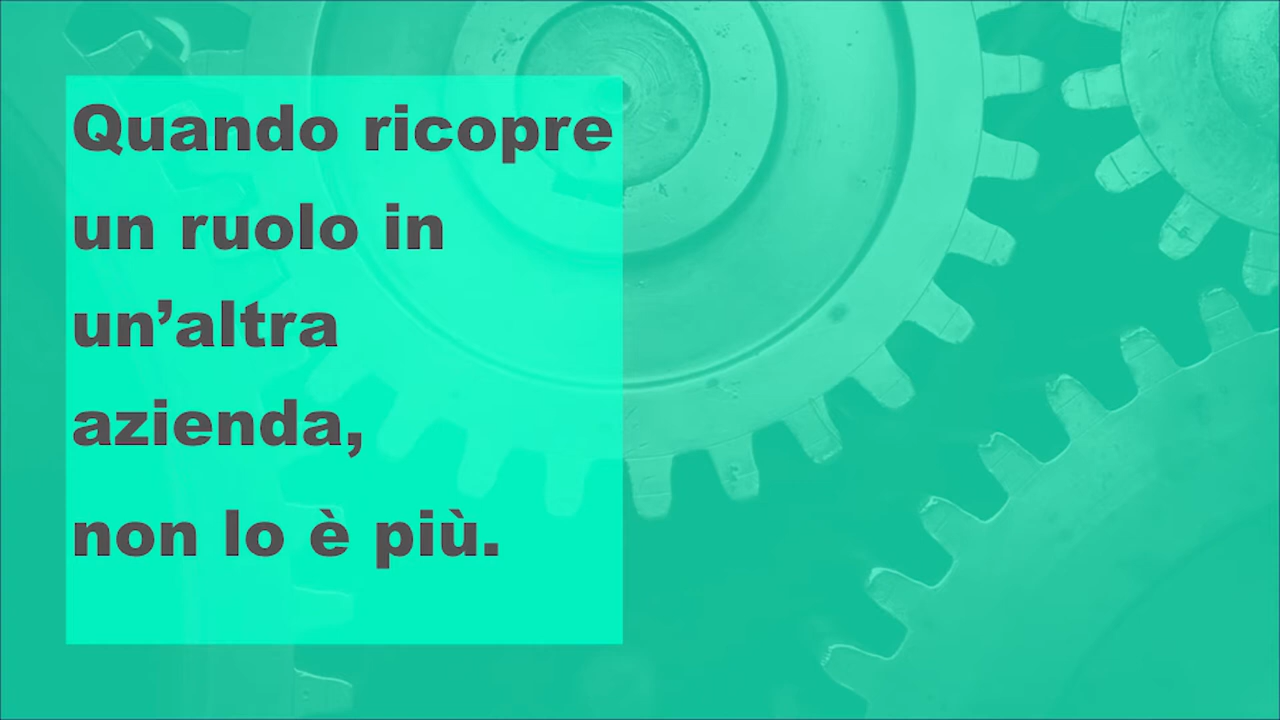 Quando ricopre
un ruolo in
un’altra
azienda,
non lo è più.